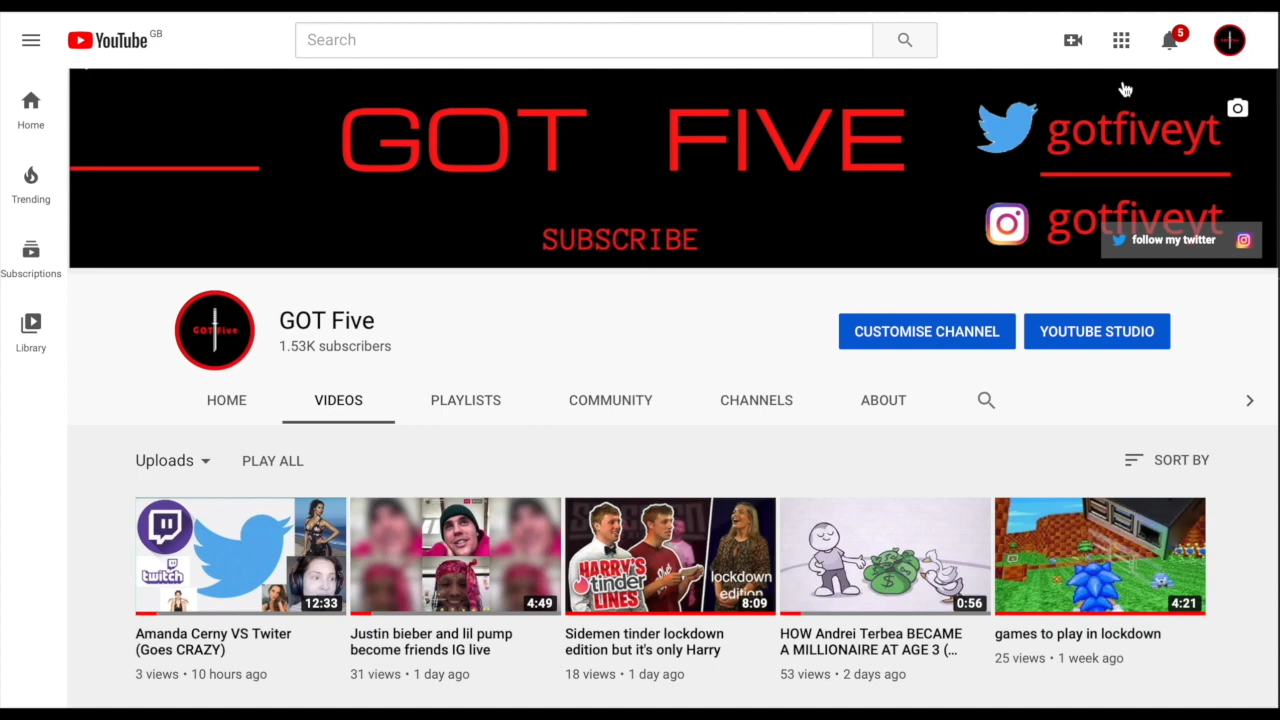 YouTube GB
Search
5
Home
Trending
Subscriptions
Library
GOT FIVE
SUBSCRIBE
gotfiveyt
gotfiveyt
follow my twitter
GOT Five
GOT Five
1.53K subscribers
CUSTOMISE CHANNEL
YOUTUBE STUDIO
HOME
VIDEOS
PLAYLISTS
COMMUNITY
CHANNELS
ABOUT
Uploads
PLAY ALL
SORT BY
twitch
12:33
Amanda Cerny VS Twiter
(Goes CRAZY)
3 views • 10 hours ago
4:49
Justin bieber and lil pump
become friends IG live
31 views • 1 day ago
HARRY'S
tinder
LINES
lockdown
edition
8:09
Sidemen tinder lockdown
edition but it's only Harry
18 views • 1 day ago
0:56
HOW Andrei Terbea BECAME
A MILLIONAIRE AT AGE 3 (...
53 views • 2 days ago
4:21
games to play in lockdown
25 views • 1 week ago